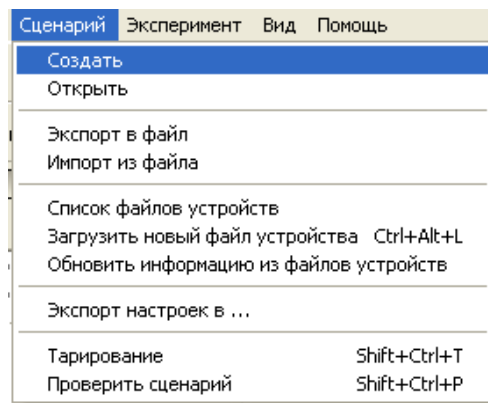 Сценарий Эксперимент Вид Помощь
Создать
Открыть
Экспорт в файл
Импорт из файла
Список файлов устройств
Загрузить новый файл устройства Ctrl+Alt+L
Обновить информацию из файлов устройств
Экспорт настроек в ...
Тарирование Shift+Ctrl+T
Проверить сценарий Shift+Ctrl+P